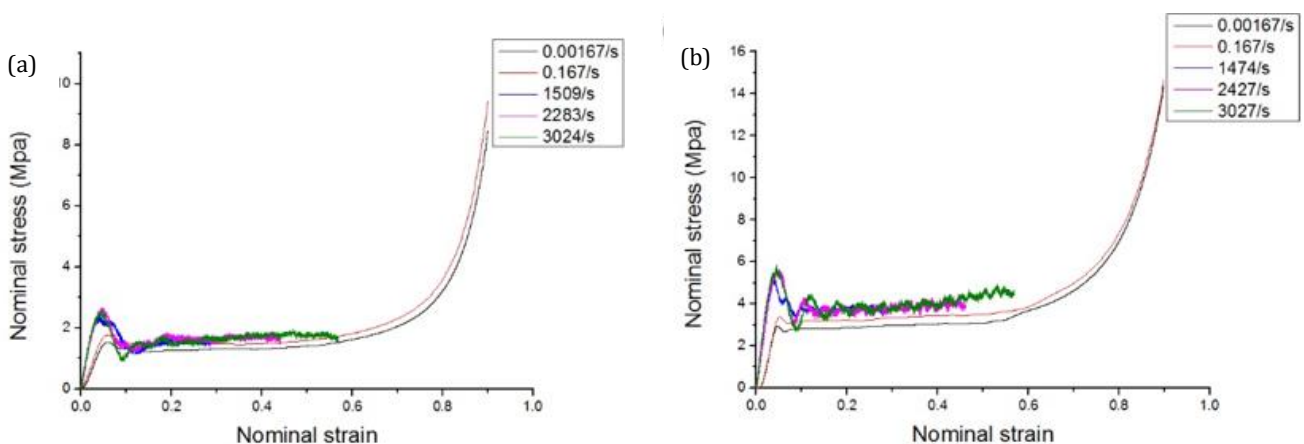 (a)
0.00167/s
0.167/s
1509/s
2283/s
3024/s
Nominal stress (Mpa)
10
8
6
4
2
0
0.0 0.2 0.4 0.6 0.8 1.0
Nominal strain
(b)
0.00167/s
0.167/s
1474/s
2427/s
3027/s
Nominal stress (Mpa)
16
14
12
10
8
6
4
2
0
0.0 0.2 0.4 0.6 0.8 1.0
Nominal strain